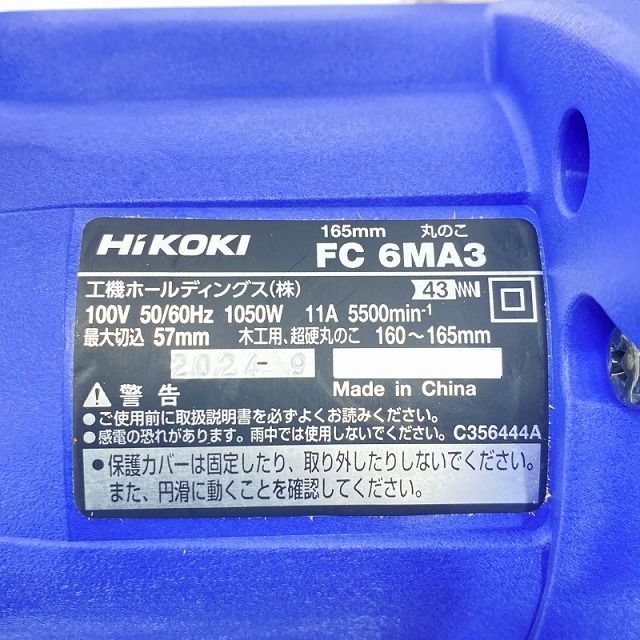 HiKOKI 165mm 丸のこ
FC 6MA3
工機ホールディングス(株) 43
100V 50/60Hz 1050W 11A 5500min-1
最大切込 57mm 木工用、超硬丸のこ 160～165mm
2024-9
Made in China
警告
●ご使用前に取扱説明書を必ずよくお読みください。
●感電の恐れがあります。雨中では使用しないでください。 C356444A
●保護カバーは固定したり、取り外したりしないでください。
また、円滑に動くことを確認してください。